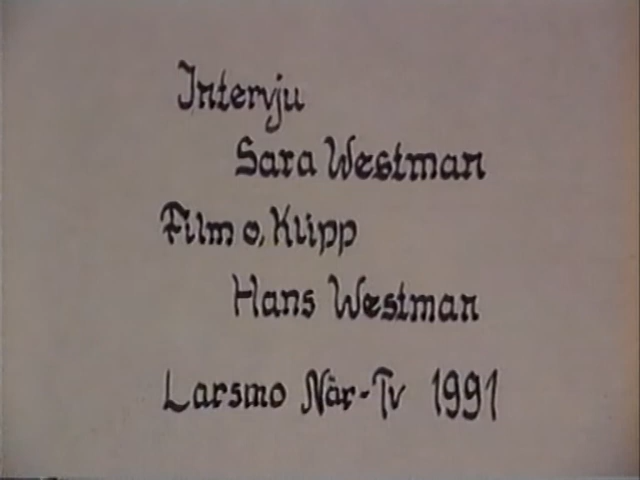 Intervju
Sara Westman
Film o. Klipp
Hans Westman
Larsmo När-Tv 1991